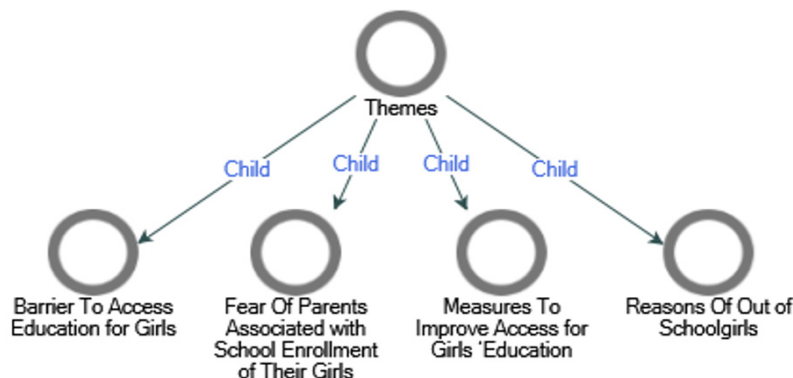 Themes
Child
Child
Child
Child
Barrier To Access
Education for Girls
Fear Of Parents
Associated with
School Enrollment
of Their Girls
Measures To
Improve Access for
Girls 'Education
Reasons Of Out of
Schoolgirls